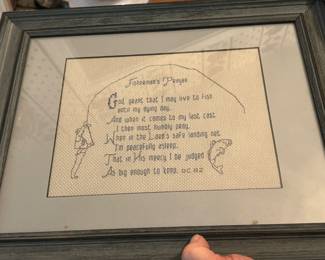 Fisherman's Prayer
God grant that I may live to fish
until my dying day.
And when it comes to my last cast
I then most humbly pray,
When in the Lord's safe landing net
I'm peacefully asleep,
That in His mercy I be judged
As big enough to keep. DC 82